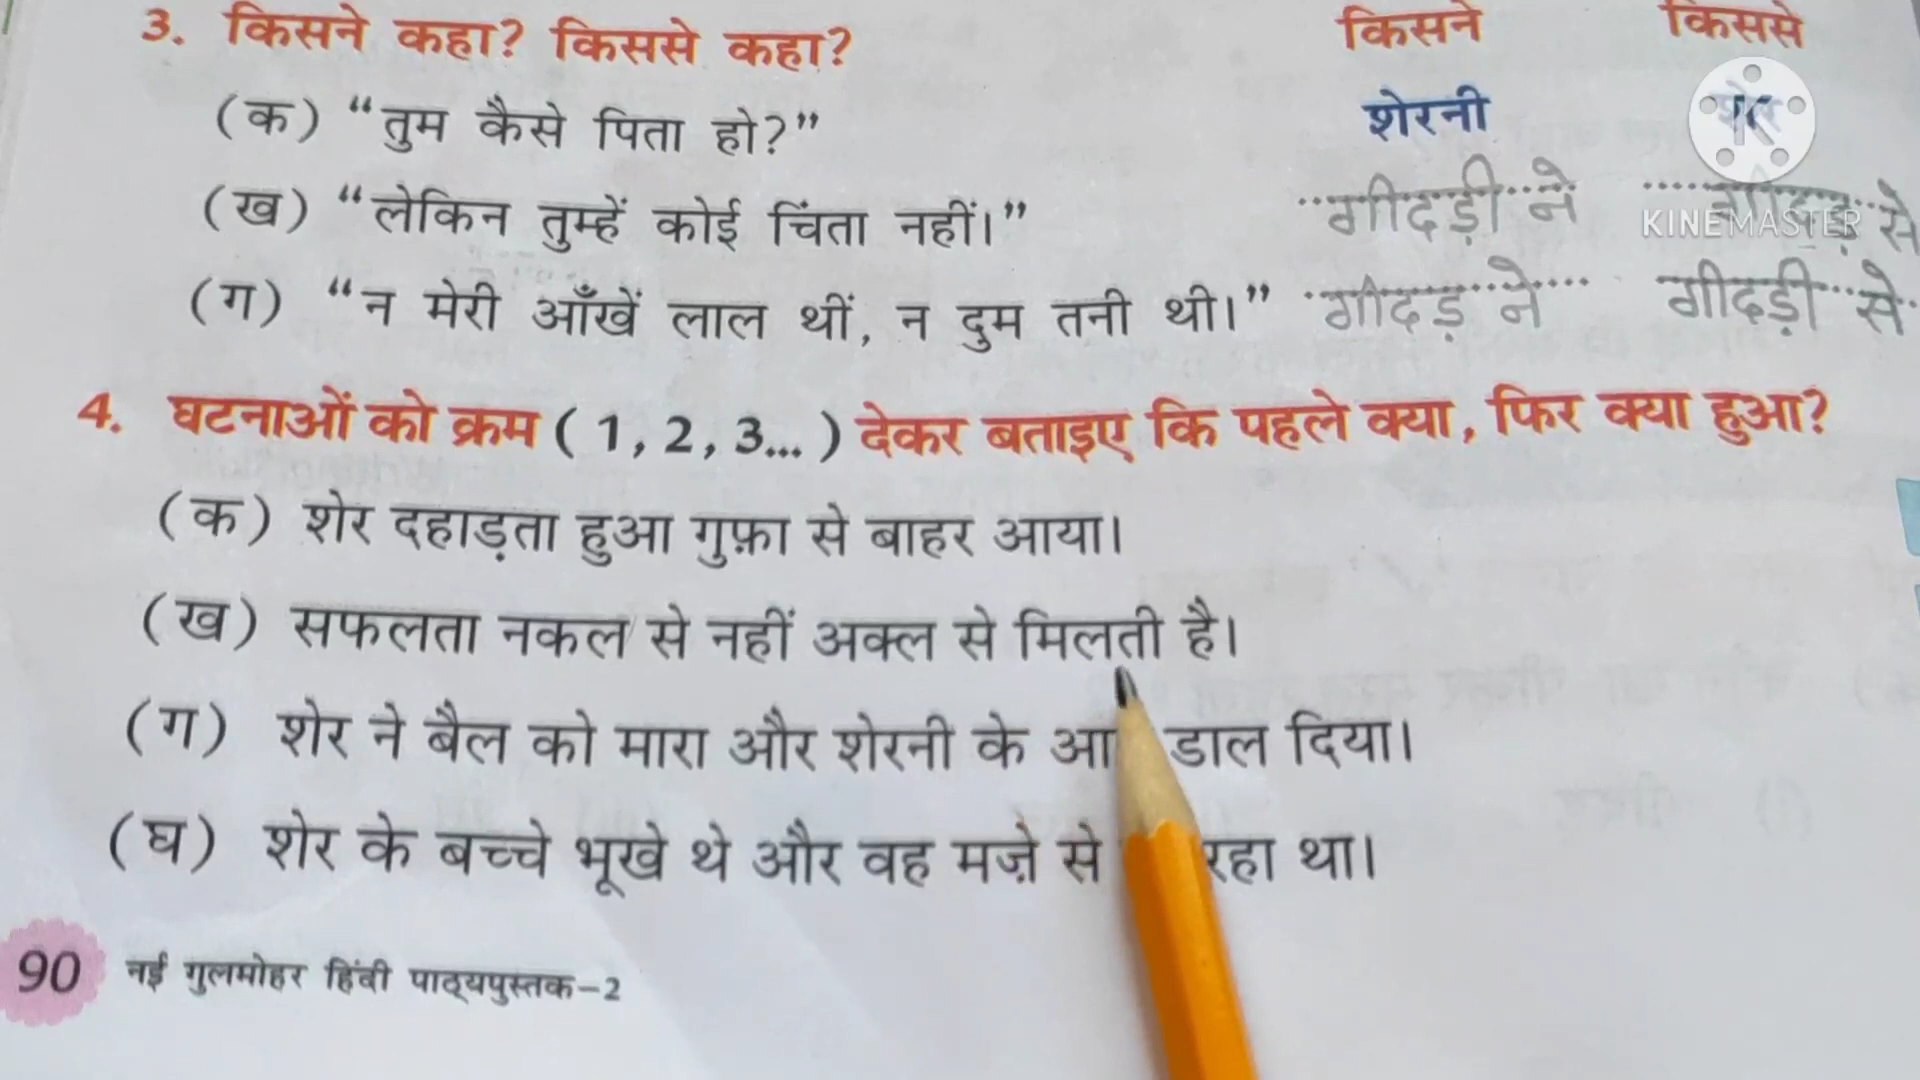 3. किसने कहा? किससे कहा? किसने किससे
(क) “तुम कैसे पिता हो?” शेरनी
(ख) “लेकिन तुम्हें कोई चिंता नहीं।” गीदड़ी ने गीदड़ से
KINEMASTER
(ग) “न मेरी आँखें लाल थीं, न दुम तनी थी।” गीदड़ ने गीदड़ी से
4. घटनाओं को क्रम ( 1, 2, 3... ) देकर बताइए कि पहले क्या, फिर क्या हुआ?
(क) शेर दहाड़ता हुआ गुफ़ा से बाहर आया।
(ख) सफलता नकल से नहीं अक्ल से मिलती है।
(ग) शेर ने बैल को मारा और शेरनी के डाल दिया।
(घ) शेर के बच्चे भूखे थे और वह मज़े से रहा था।
90 नई गुलमोहर हिंदी पाठ्यपुस्तक–2